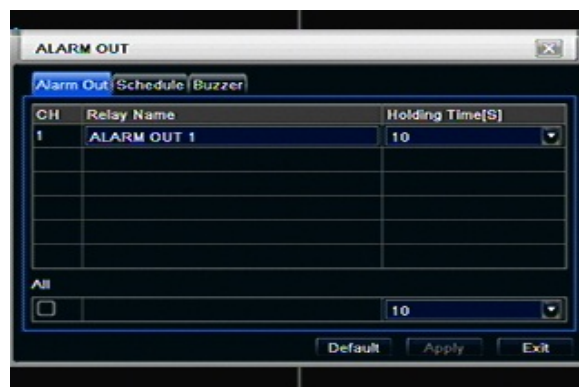 ALARM OUT
Alarm Out Schedule Buzzer
CH Relay Name Holding Time[S]
1 ALARM OUT 1 10
All
10
Default Apply Exit